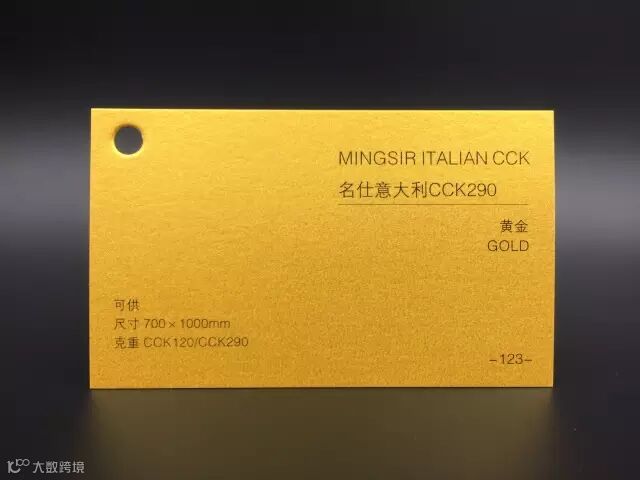 MINGSIR ITALIAN CCK
名仕意大利CCK290
黄金
GOLD
可供
尺寸 700×1000mm
克重 CCK120/CCK290
-123-
大数跨境